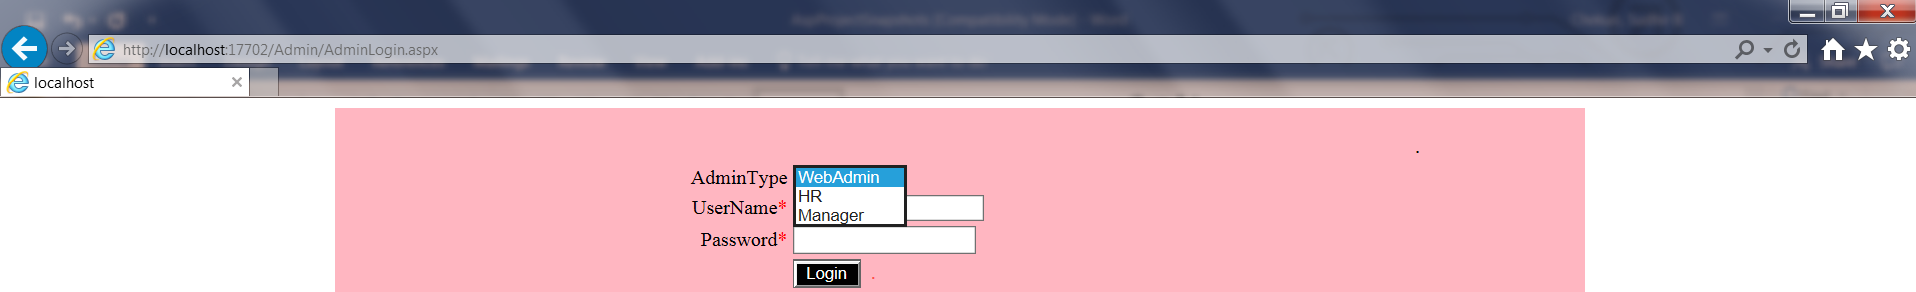 http://localhost:17702/Admin/AdminLogin.aspx
localhost
.
AdminType WebAdmin
HR
UserName*
Manager
Password*
Login .